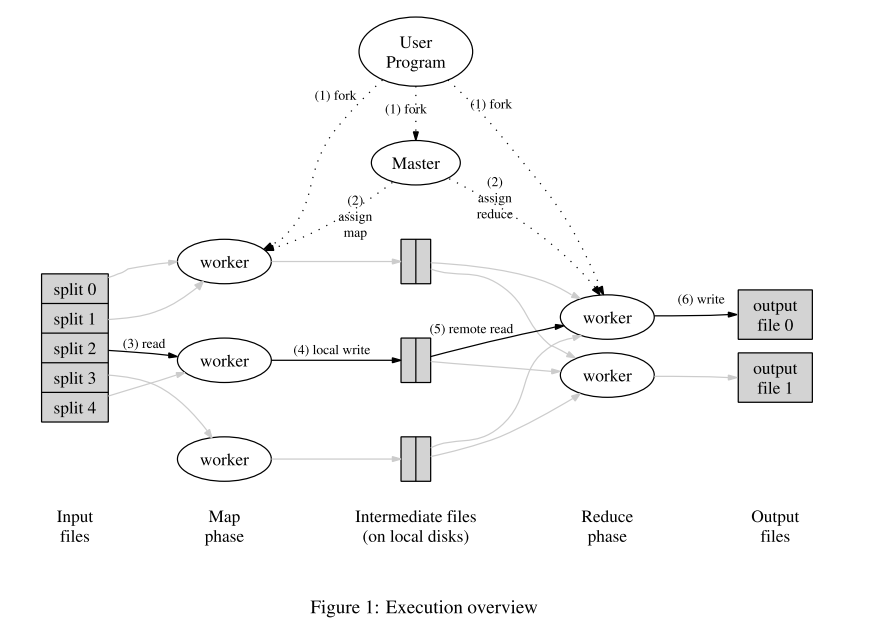 User
Program
(1) fork
(1) fork
(1) fork
Master
(2)
assign
map
(2)
assign
reduce
worker
split 0
split 1
split 2
split 3
split 4
(3) read
worker
(4) local write
worker
(5) remote read
worker
worker
(6) write
output
file 0
output
file 1
Input
files
Map
phase
Intermediate files
(on local disks)
Reduce
phase
Output
files
Figure 1: Execution overview